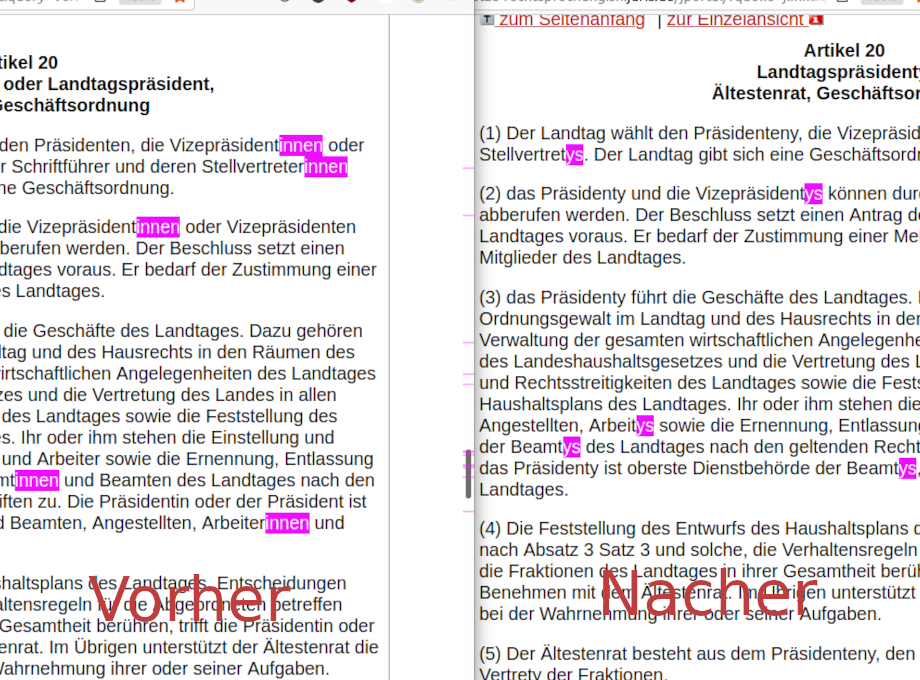 tikel 20
oder Landtagspräsident,
Geschäftsordnung
den Präsidenten, die Vizepräsidentinnen oder
r Schriftführer und deren Stellvertreterinnen
ne Geschäftsordnung.
die Vizepräsidentinnen oder Vizepräsidenten
berufen werden. Der Beschluss setzt einen
dtages voraus. Er bedarf der Zustimmung einer
s Landtages.
die Geschäfte des Landtages. Dazu gehören
tag und des Hausrechts in den Räumen des
irtschaftlichen Angelegenheiten des Landtages
zes und die Vertretung des Landes in allen
des Landtages sowie die Feststellung des
s. Ihr oder ihm stehen die Einstellung und
und Arbeiter sowie die Ernennung, Entlassung
mtinnen und Beamten des Landtages nach den
iften zu. Die Präsidentin oder der Präsident ist
d Beamten, Angestellten, Arbeiterinnen und
shaltsplans des Landtages, Entscheidungen
altensregeln für die Abgeordneten betreffen
Gesamtheit berühren, trifft die Präsidentin oder
enrat. Im Übrigen unterstützt der Ältestenrat die
Wahrnehmung ihrer oder seiner Aufgaben.
Vorher
zum Seitenanfang | zur Einzelansicht
Artikel 20
Landtagspräsidenty
Ältestenrat, Geschäftsor
(1) Der Landtag wählt den Präsidenteny, die Vizepräsid
Stellvertretys. Der Landtag gibt sich eine Geschäftsordn
(2) das Präsidenty und die Vizepräsidentys können dur
abberufen werden. Der Beschluss setzt einen Antrag d
Landtages voraus. Er bedarf der Zustimmung einer Me
Mitglieder des Landtages.
(3) das Präsidenty führt die Geschäfte des Landtages.
Ordnungsgewalt im Landtag und des Hausrechts in de
Verwaltung der gesamten wirtschaftlichen Angelegenhe
des Landeshaushaltsgesetzes und die Vertretung des L
und Rechtsstreitigkeiten des Landtages sowie die Fests
Haushaltsplans des Landtages. Ihr oder ihm stehen die
Angestellten, Arbeitys sowie die Ernennung, Entlassung
der Beamtys des Landtages nach den geltenden Recht
das Präsidenty ist oberste Dienstbehörde der Beamtys,
Landtages.
(4) Die Feststellung des Entwurfs des Haushaltsplans d
nach Absatz 3 Satz 3 und solche, die Verhaltensregeln
die Fraktionen des Landtages in ihrer Gesamtheit berüh
Benehmen mit dem Ältestenrat. Im Übrigen unterstützt
bei der Wahrnehmung ihrer oder seiner Aufgaben.
(5) Der Ältestenrat besteht aus dem Präsidenteny, den
Vertrety der Fraktionen.
Nacher